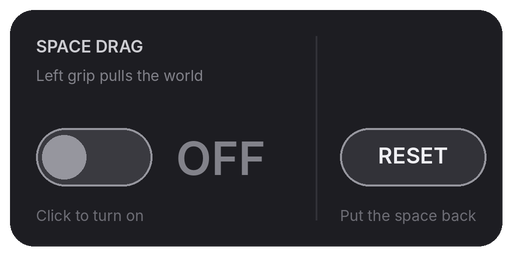 SPACE DRAG
Left grip pulls the world
OFF
RESET
Click to turn on
Put the space back